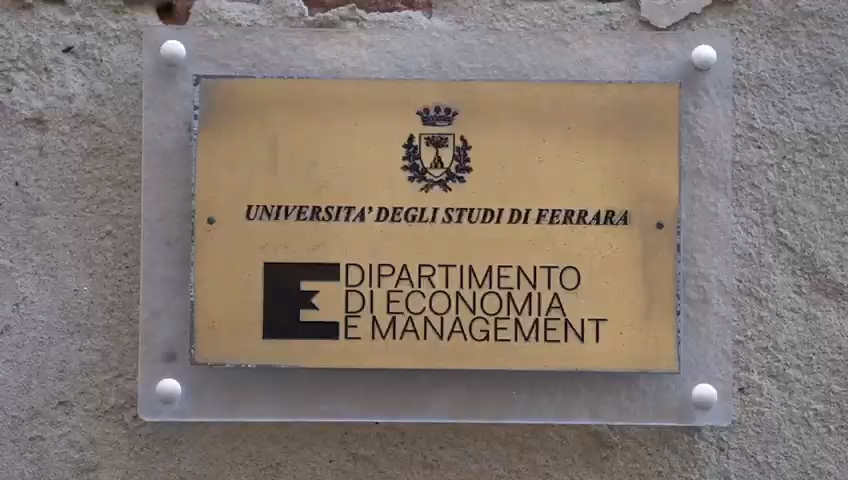 UNIVERSITA' DEGLI STUDI DI FERRARA
DIPARTIMENTO
DI ECONOMIA
E MANAGEMENT